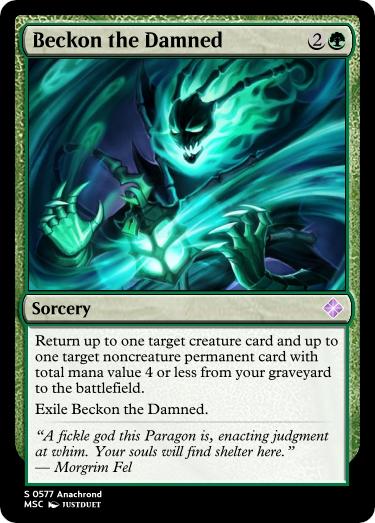 Beckon the Damned 2
Sorcery
Return up to one target creature card and up to
one target noncreature permanent card with
total mana value 4 or less from your graveyard
to the battlefield.
Exile Beckon the Damned.
“A fickle god this Paragon is, enacting judgment
at whim. Your souls will find shelter here.”
— Morgrim Fel
S 0577 Anachrond
MSC JUSTDUET